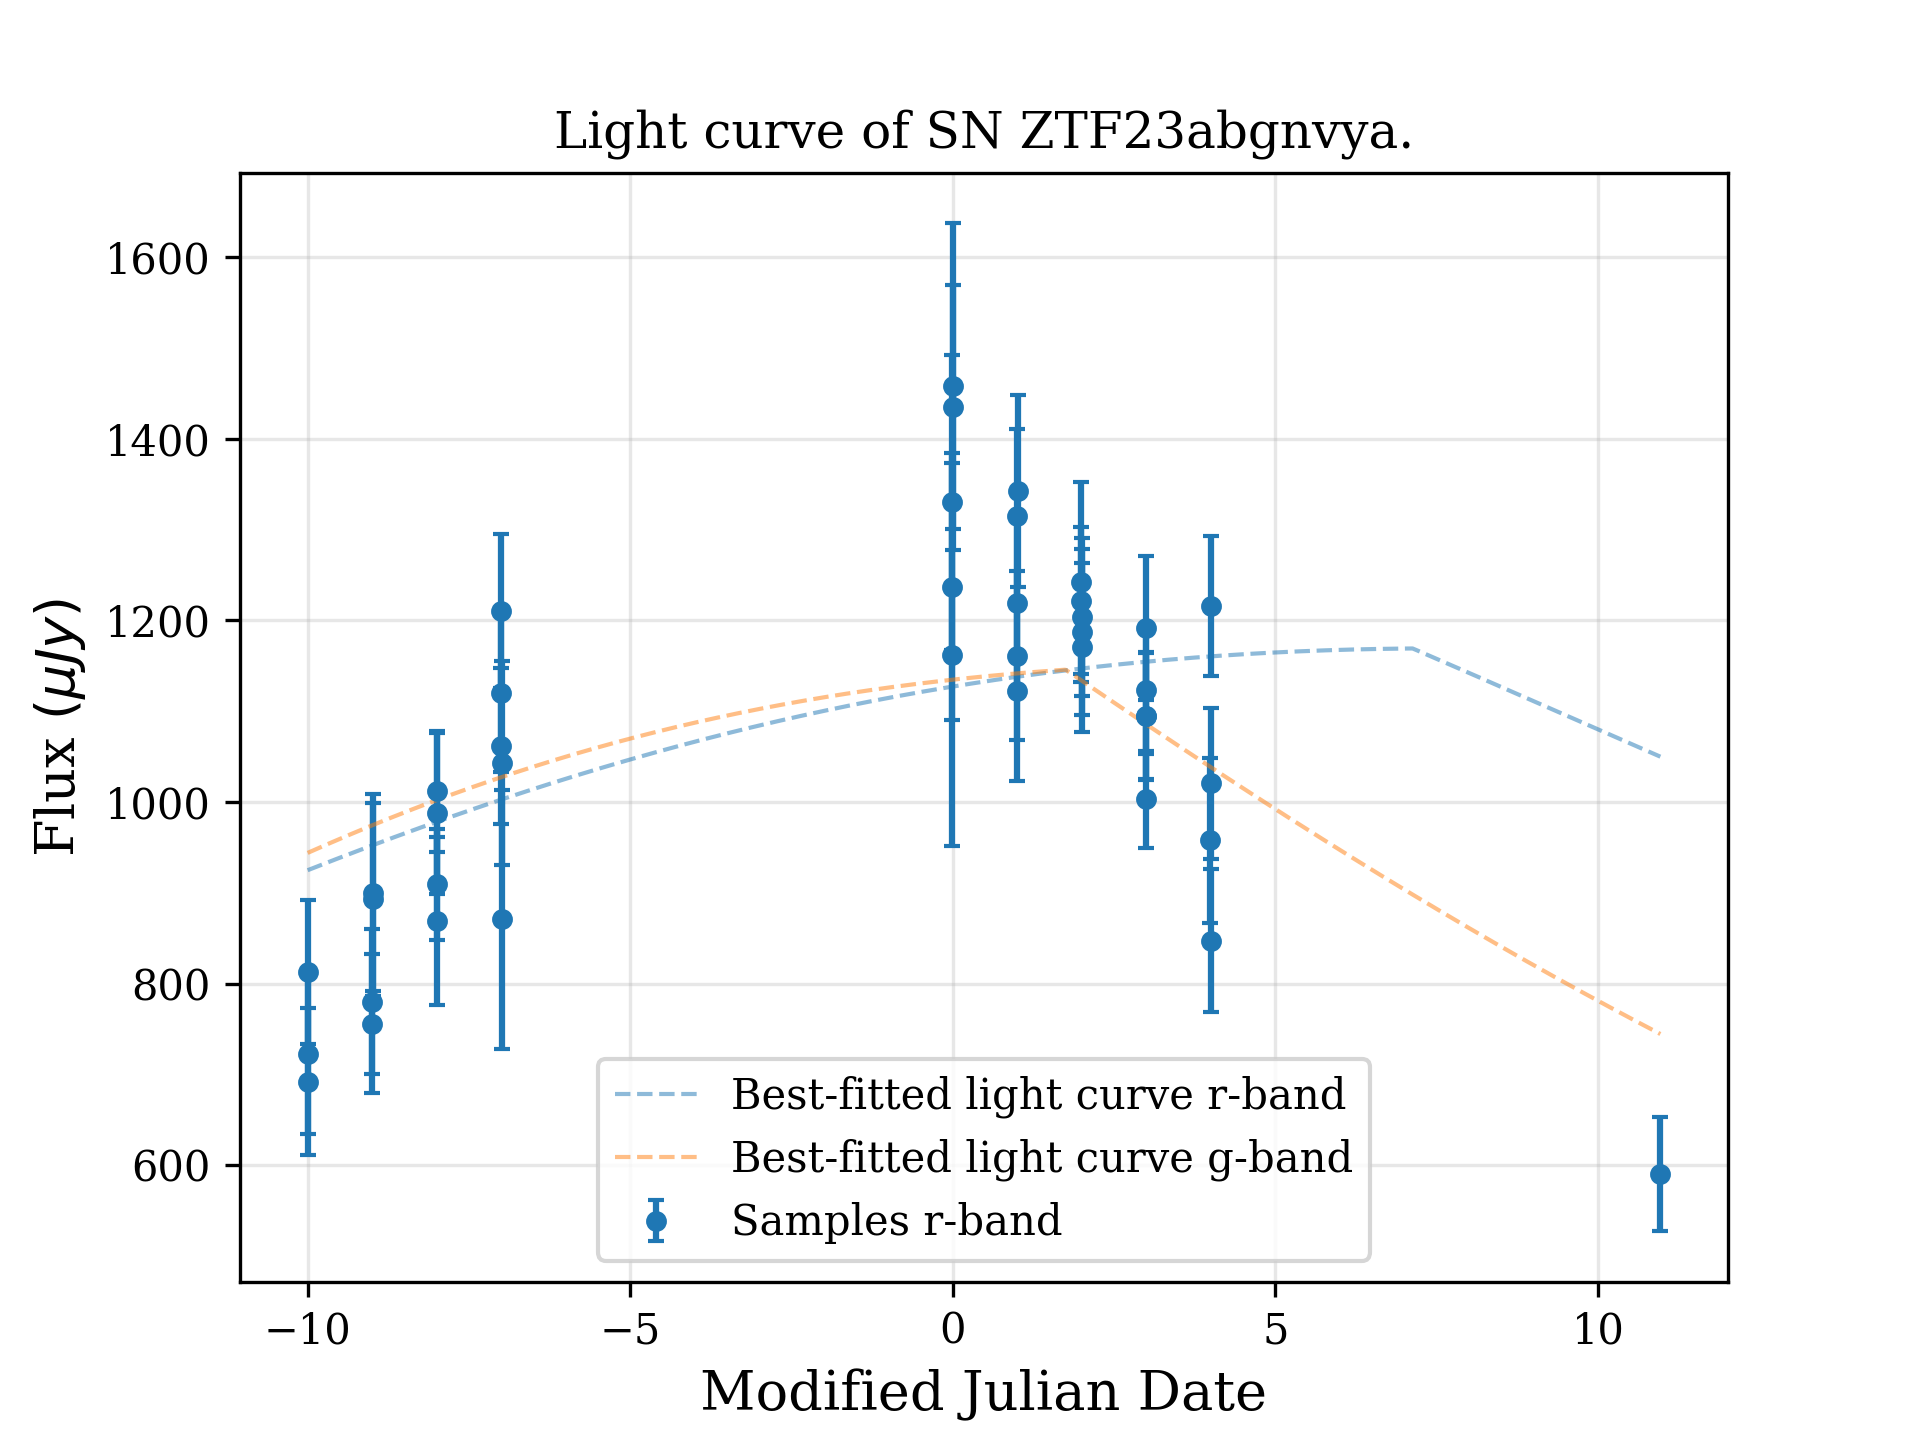 Light curve of SN ZTF23abgnvya.
1600
1400
1200
1000
800
600
Flux (μJy)
Best-fitted light curve r-band
Best-fitted light curve g-band
Samples r-band
−10 −5 0 5 10
Modified Julian Date